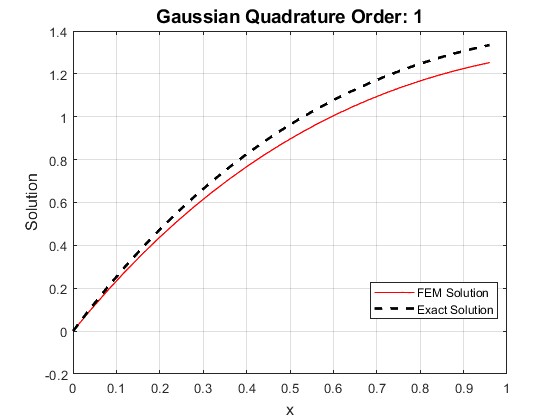 Gaussian Quadrature Order: 1
1.4
1.2
1
0.8
0.6
0.4
0.2
0
-0.2
Solution
FEM Solution
Exact Solution
0 0.1 0.2 0.3 0.4 0.5 0.6 0.7 0.8 0.9 1
x